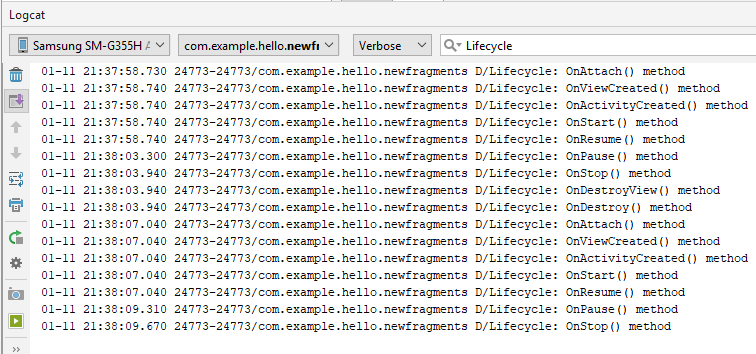 Logcat
Samsung SM-G355H A
com.example.hello.newfr
Verbose
Lifecycle
01-11 21:37:58.730 24773-24773/com.example.hello.newfragments D/Lifecycle: OnAttach() method
01-11 21:37:58.740 24773-24773/com.example.hello.newfragments D/Lifecycle: OnViewCreated() method
01-11 21:37:58.740 24773-24773/com.example.hello.newfragments D/Lifecycle: OnActivityCreated() method
01-11 21:37:58.740 24773-24773/com.example.hello.newfragments D/Lifecycle: OnStart() method
01-11 21:37:58.740 24773-24773/com.example.hello.newfragments D/Lifecycle: OnResume() method
01-11 21:38:03.300 24773-24773/com.example.hello.newfragments D/Lifecycle: OnPause() method
01-11 21:38:03.940 24773-24773/com.example.hello.newfragments D/Lifecycle: OnStop() method
01-11 21:38:03.940 24773-24773/com.example.hello.newfragments D/Lifecycle: OnDestroyView() method
01-11 21:38:03.940 24773-24773/com.example.hello.newfragments D/Lifecycle: OnDestroy() method
01-11 21:38:07.040 24773-24773/com.example.hello.newfragments D/Lifecycle: OnAttach() method
01-11 21:38:07.040 24773-24773/com.example.hello.newfragments D/Lifecycle: OnViewCreated() method
01-11 21:38:07.040 24773-24773/com.example.hello.newfragments D/Lifecycle: OnActivityCreated() method
01-11 21:38:07.040 24773-24773/com.example.hello.newfragments D/Lifecycle: OnStart() method
01-11 21:38:07.040 24773-24773/com.example.hello.newfragments D/Lifecycle: OnResume() method
01-11 21:38:09.310 24773-24773/com.example.hello.newfragments D/Lifecycle: OnPause() method
01-11 21:38:09.670 24773-24773/com.example.hello.newfragments D/Lifecycle: OnStop() method